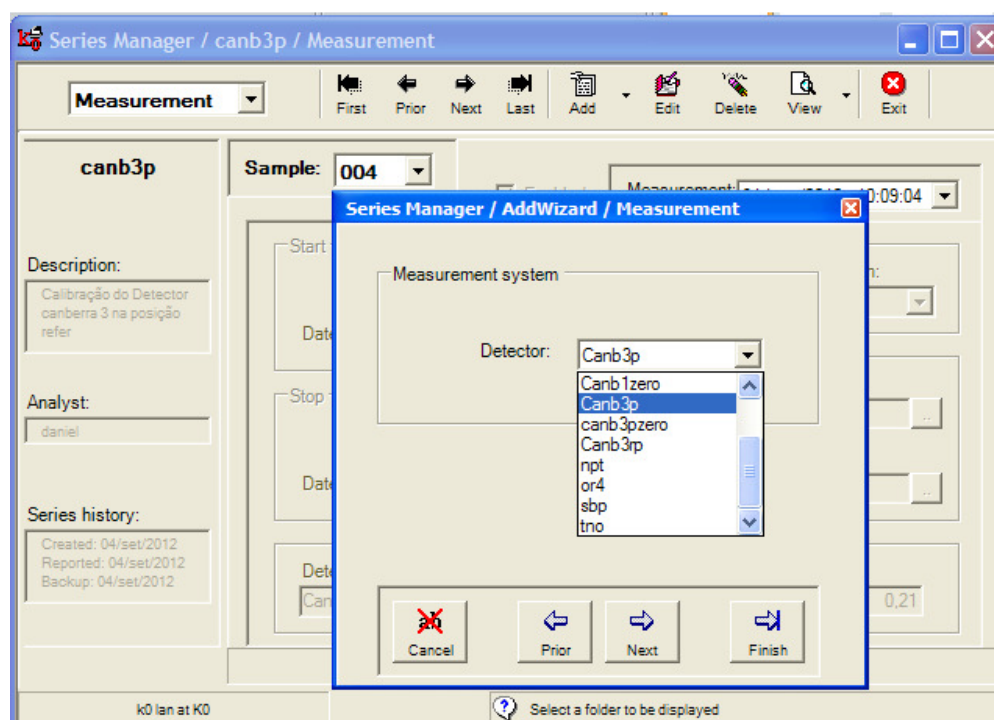 Series Manager / canb3p / Measurement
Measurement
First Prior Next Last Add Edit Delete View Exit
canb3p
Sample: 004
Measurement: 0:09:04
Series Manager / AddWizard / Measurement
Description:
Calibração do Detector
canberra 3 na posição
refer
Start
Date
Measurement system
Detector: Canb3p
Canb1zero
Canb3p
canb3pzero
Canb3rp
npt
or4
sbp
tno
Analyst:
daniel
Stop
Date
Series history:
Created: 04/set/2012
Reported: 04/set/2012
Backup: 04/set/2012
Dete
Can
0,21
Cancel Prior Next Finish
k0 Ian at K0
Select a folder to be displayed